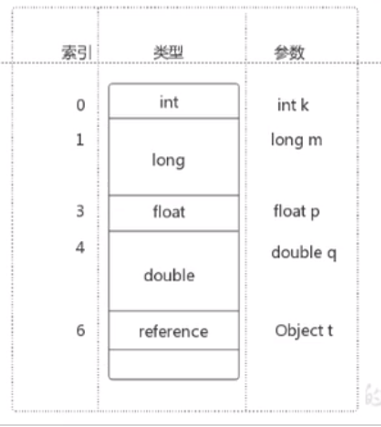 索引 类型 参数
0 int int k
1 long long m
3 float float p
4 double double q
6 reference Object t